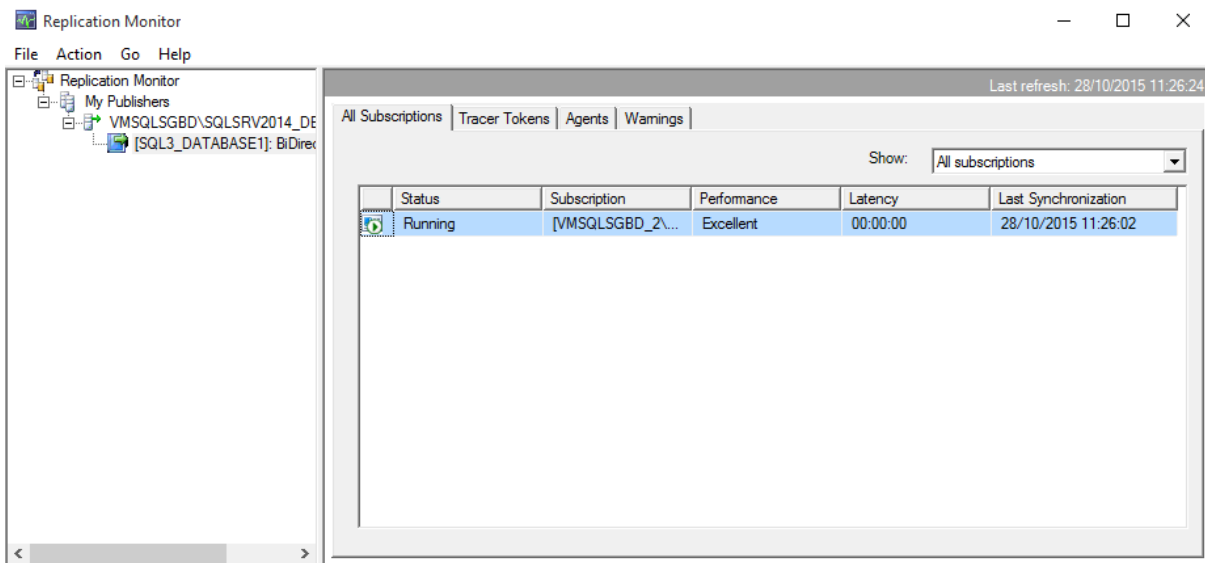 Replication Monitor
File Action Go Help
Replication Monitor
My Publishers
VMSQLSGBD\SQLSRV2014_DE
[SQL3_DATABASE1]: BiDirec
Last refresh: 28/10/2015 11:26:24
All Subscriptions Tracer Tokens Agents Warnings
Show: All subscriptions
Status Subscription Performance Latency Last Synchronization
Running [VMSQLSGBD_2\... Excellent 00:00:00 28/10/2015 11:26:02